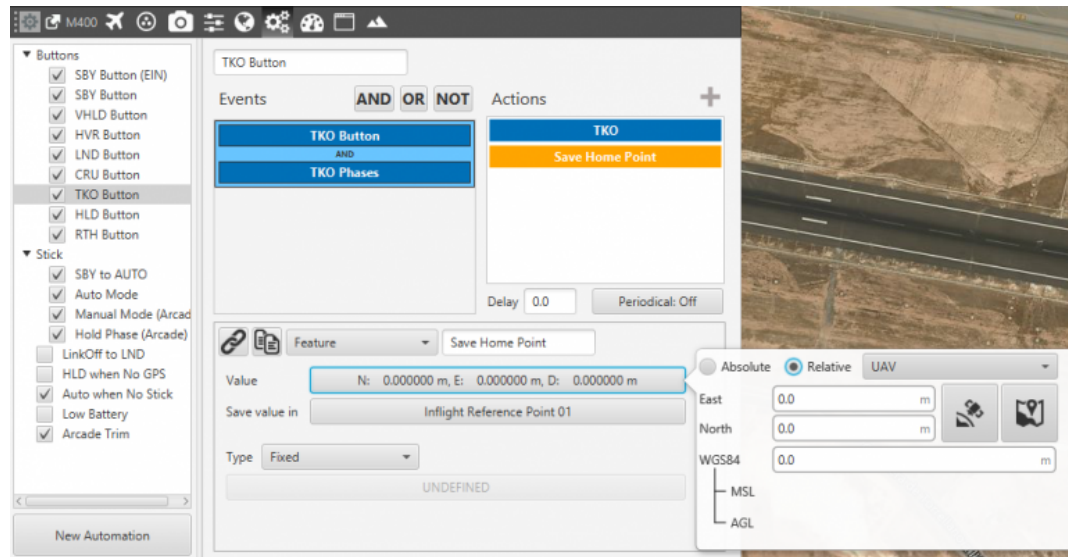 M400
Buttons
SBY Button (EIN)
SBY Button
VHLD Button
HVR Button
LND Button
CRU Button
TKO Button
HLD Button
RTH Button
Stick
SBY to AUTO
Auto Mode
Manual Mode (Arcad
Hold Phase (Arcade)
LinkOff to LND
HLD when No GPS
Auto when No Stick
Low Battery
Arcade Trim
New Automation
TKO Button
Events AND OR NOT
TKO Button
AND
TKO Phases
Actions
TKO
Save Home Point
Delay 0.0 Periodical: Off
Feature Save Home Point
Value N: 0.000000 m, E: 0.000000 m, D: 0.000000 m
Save value in Inflight Reference Point 01
Type Fixed
UNDEFINED
Absolute Relative UAV
East 0.0 m
North 0.0 m
WGS84 0.0 m
MSL
AGL